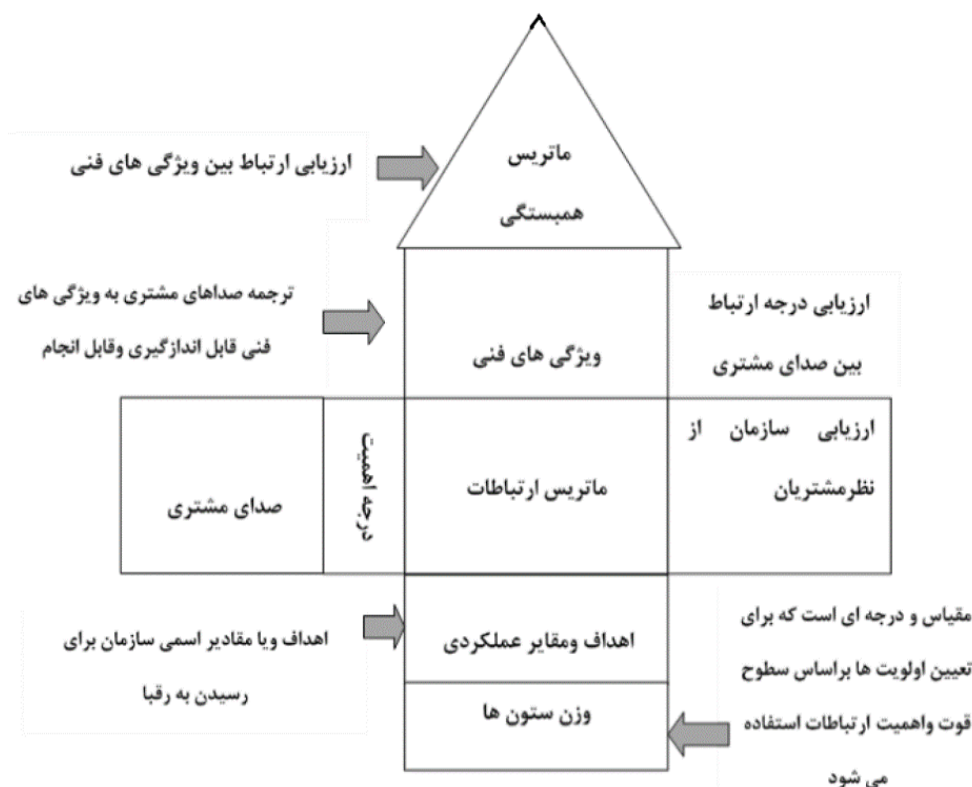 ماتریس
همبستگی
ارزیابی ارتباط بین ویژگی های فنی
ترجمه صداهای مشتری به ویژگی های
فنی قابل اندازگیری وقابل انجام
ویژگی های فنی
ارزیابی درجه ارتباط
بین صدای مشتری
ارزیابی سازمان از
نظرمشتریان
ماتریس ارتباطات
درجه اهمیت
صدای مشتری
مقیاس و درجه ای است که برای
تعیین اولویت ها براساس سطوح
قوت واهمیت ارتباطات استفاده
می شود
اهداف ومقایر عملکردی
اهداف ویا مقادیر اسمی سازمان برای
رسیدن به رقبا
وزن ستون ها